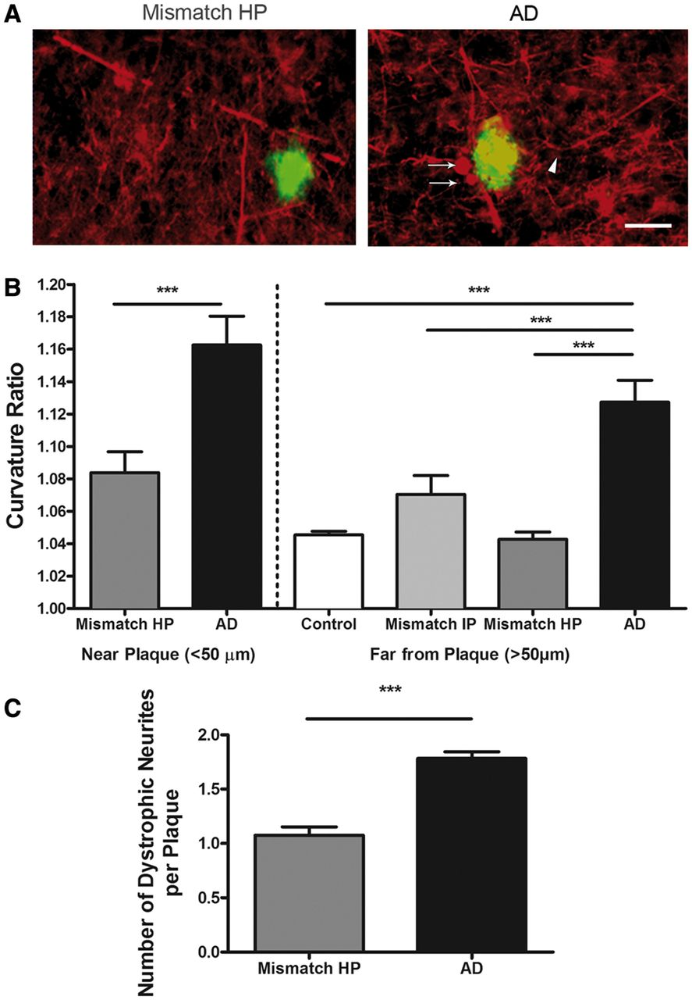 A
Mismatch HP
AD
B
Curvature Ratio
1.20
1.18
1.16
1.14
1.12
1.10
1.08
1.06
1.04
1.02
1.00
***
***
***
***
Mismatch HP
AD
Control
Mismatch IP
Mismatch HP
AD
Near Plaque (<50 μm)
Far from Plaque (>50μm)
C
Number of Dystrophic Neurites
per Plaque
2.0
1.5
1.0
0.5
0.0
***
Mismatch HP
AD